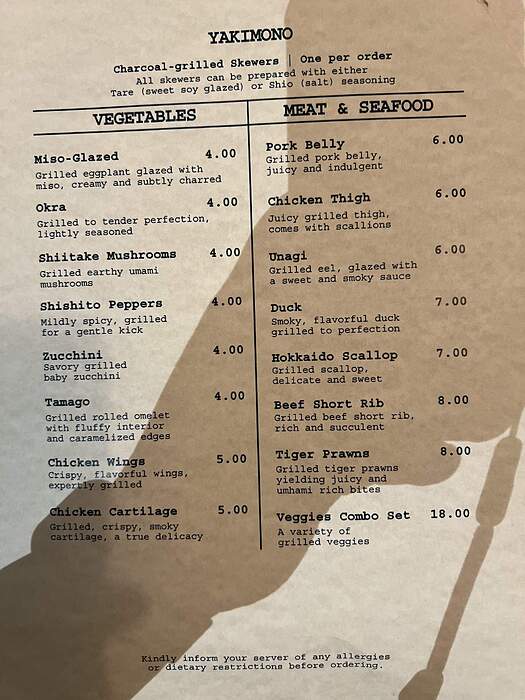 YAKIMONO
Charcoal-grilled Skewers | One per order
All skewers can be prepared with either
Tare (sweet soy glazed) or Shio (salt) seasoning
VEGETABLES
Miso-Glazed 4.00
Grilled eggplant glazed with
miso, creamy and subtly charred
Okra 4.00
Grilled to tender perfection,
lightly seasoned
Shiitake Mushrooms 4.00
Grilled earthy umami
mushrooms
Shishito Peppers 4.00
Mildly spicy, grilled
for a gentle kick
Zucchini 4.00
Savory grilled
baby zucchini
Tamago 4.00
Grilled rolled omelet
with fluffy interior
and caramelized edges
Chicken Wings 5.00
Crispy, flavorful wings,
expertly grilled
Chicken Cartilage 5.00
Grilled, crispy, smoky
cartilage, a true delicacy
MEAT & SEAFOOD
Pork Belly 6.00
Grilled pork belly,
juicy and indulgent
Chicken Thigh 6.00
Juicy grilled thigh,
comes with scallions
Unagi 6.00
Grilled eel, glazed with
a sweet and smoky sauce
Duck 7.00
Smoky, flavorful duck
grilled to perfection
Hokkaido Scallop 7.00
Grilled scallop,
delicate and sweet
Beef Short Rib 8.00
Grilled beef short rib,
rich and succulent
Tiger Prawns 8.00
Grilled tiger prawns
yielding juicy and
umhami rich bites
Veggies Combo Set 18.00
A variety of
grilled veggies
Kindly inform your server of any allergies
or dietary restrictions before ordering.